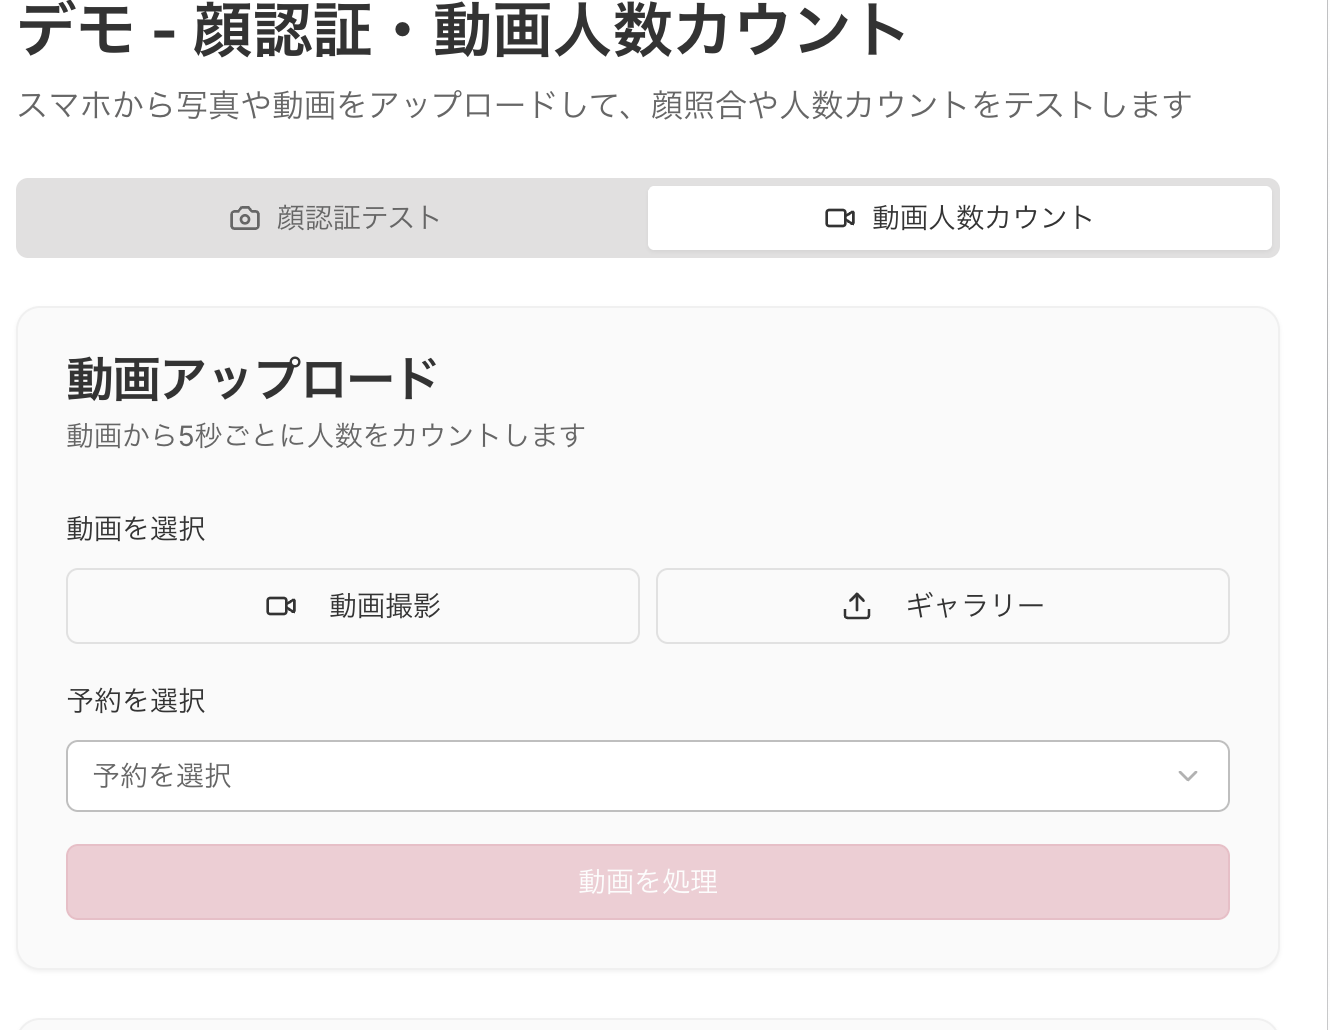 デモ - 顔認証・動画人数カウント
スマホから写真や動画をアップロードして、顔照合や人数カウントをテストします
顔認証テスト
動画人数カウント
動画アップロード
動画から5秒ごとに人数をカウントします
動画を選択
動画撮影
ギャラリー
予約を選択
予約を選択
動画を処理